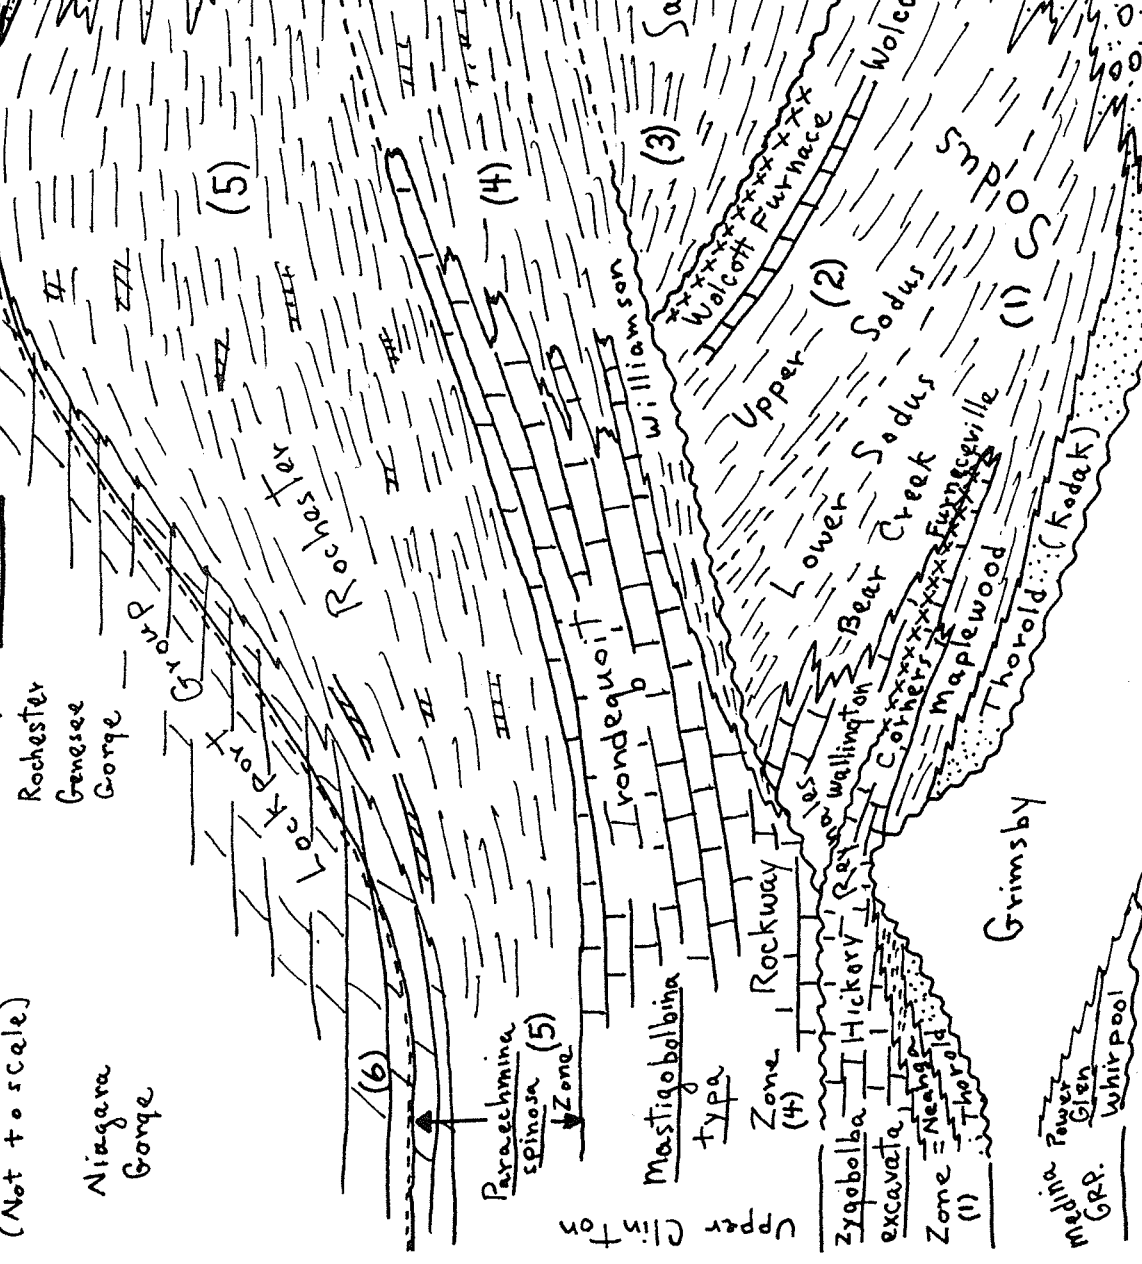 (Not to scale)
Niagara
Gorge
Rochester
Genesee
Gorge
Lockport Group
(5)
Rochester
(6)
Paraechmina
spinosa (5)
Zone
(4)
Irondequoit
Upper Clinton
Mastigobolbina
typa
Zone
(4)
Rockway
Williamson
(3)
Sa
Wolcott Furnace
Wolco
Upper Sodus
(2)
Lower Sodus
Bear Creek
Wallington
Furnaceville
Reynales
Hickory Corners
Maplewood
(1) Sodus
Thorold (Kodak)
Zygobolba
excavata
Zone =
(1)
Neahga
Thorold
Grimsby
Medina
GRP.
Power
Glen
Whirpool